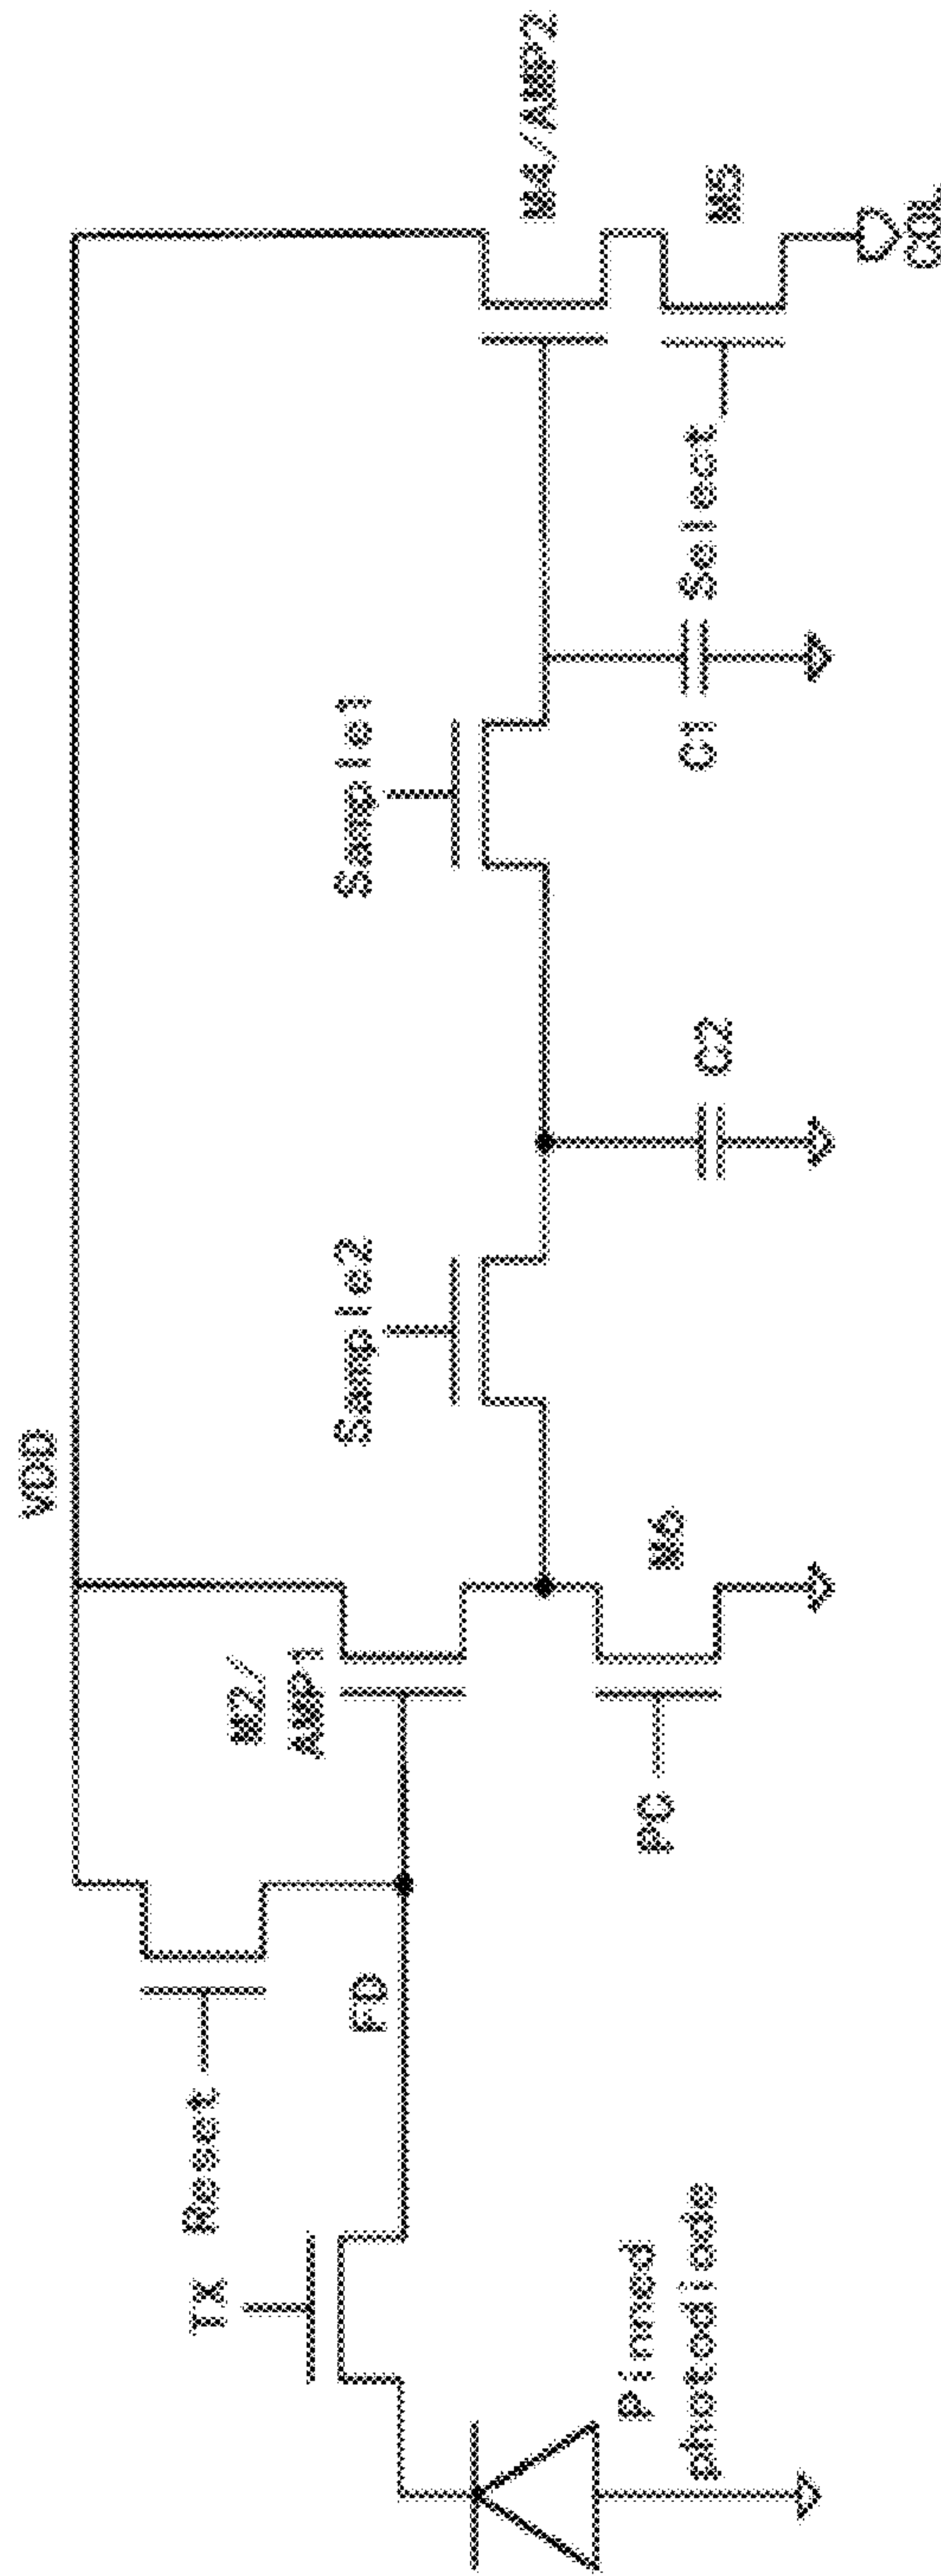 VDD
Reset
TX
FD
M2/
AMP1
Sample2
Sample1
M4/AMP2
M5
Pinned
photodiode
PC
M6
C2
C1
Select
COL